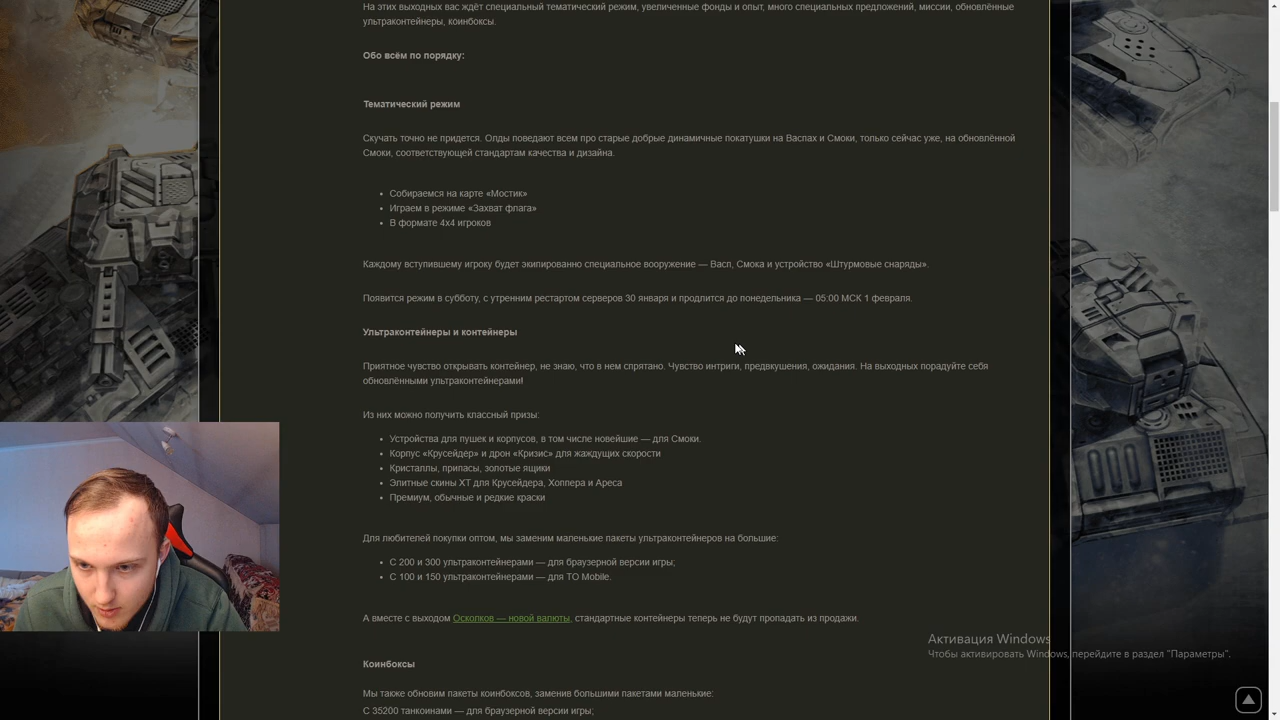 На этих выходных вас ждёт специальный тематический режим, увеличенные фонды и опыт, много специальных предложений, миссии, обновлённые
ультраконтейнеры, коинбоксы.
Обо всём по порядку:
Тематический режим
Скучать точно не придется. Олды поведают всем про старые добрые динамичные покатушки на Васпах и Смоки, только сейчас уже, на обновлённой
Смоки, соответствующей стандартам качества и дизайна.
• Собираемся на карте «Мостик»
• Играем в режиме «Захват флага»
• В формате 4х4 игроков
Каждому вступившему игроку будет экипированно специальное вооружение — Васп, Смока и устройство «Штурмовые снаряды».
Появится режим в субботу, с утренним рестартом серверов 30 января и продлится до понедельника — 05:00 МСК 1 февраля.
Ультраконтейнеры и контейнеры
Приятное чувство открывать контейнер, не знаю, что в нем спрятано. Чувство интриги, предвкушения, ожидания. На выходных порадуйте себя
обновлёнными ультраконтейнерами!
Из них можно получить классный призы:
• Устройства для пушек и корпусов, в том числе новейшие — для Смоки.
• Корпус «Крусейдер» и дрон «Кризис» для жаждущих скорости
• Кристаллы, припасы, золотые ящики
• Элитные скины ХТ для Крусейдера, Хоппера и Ареса
• Премиум, обычные и редкие краски
Для любителей покупки оптом, мы заменим маленькие пакеты ультраконтейнеров на большие:
• С 200 и 300 ультраконтейнерами — для браузерной версии игры;
• С 100 и 150 ультраконтейнерами — для ТО Mobile.
А вместе с выходом Осколков — новой валюты, стандартные контейнеры теперь не будут пропадать из продажи.
Активация Windows
Чтобы активировать Windows, перейдите в раздел "Параметры".
Коинбоксы
Мы также обновим пакеты коинбоксов, заменив большими пакетами маленькие:
С 35200 танкоинами — для браузерной версии игры;